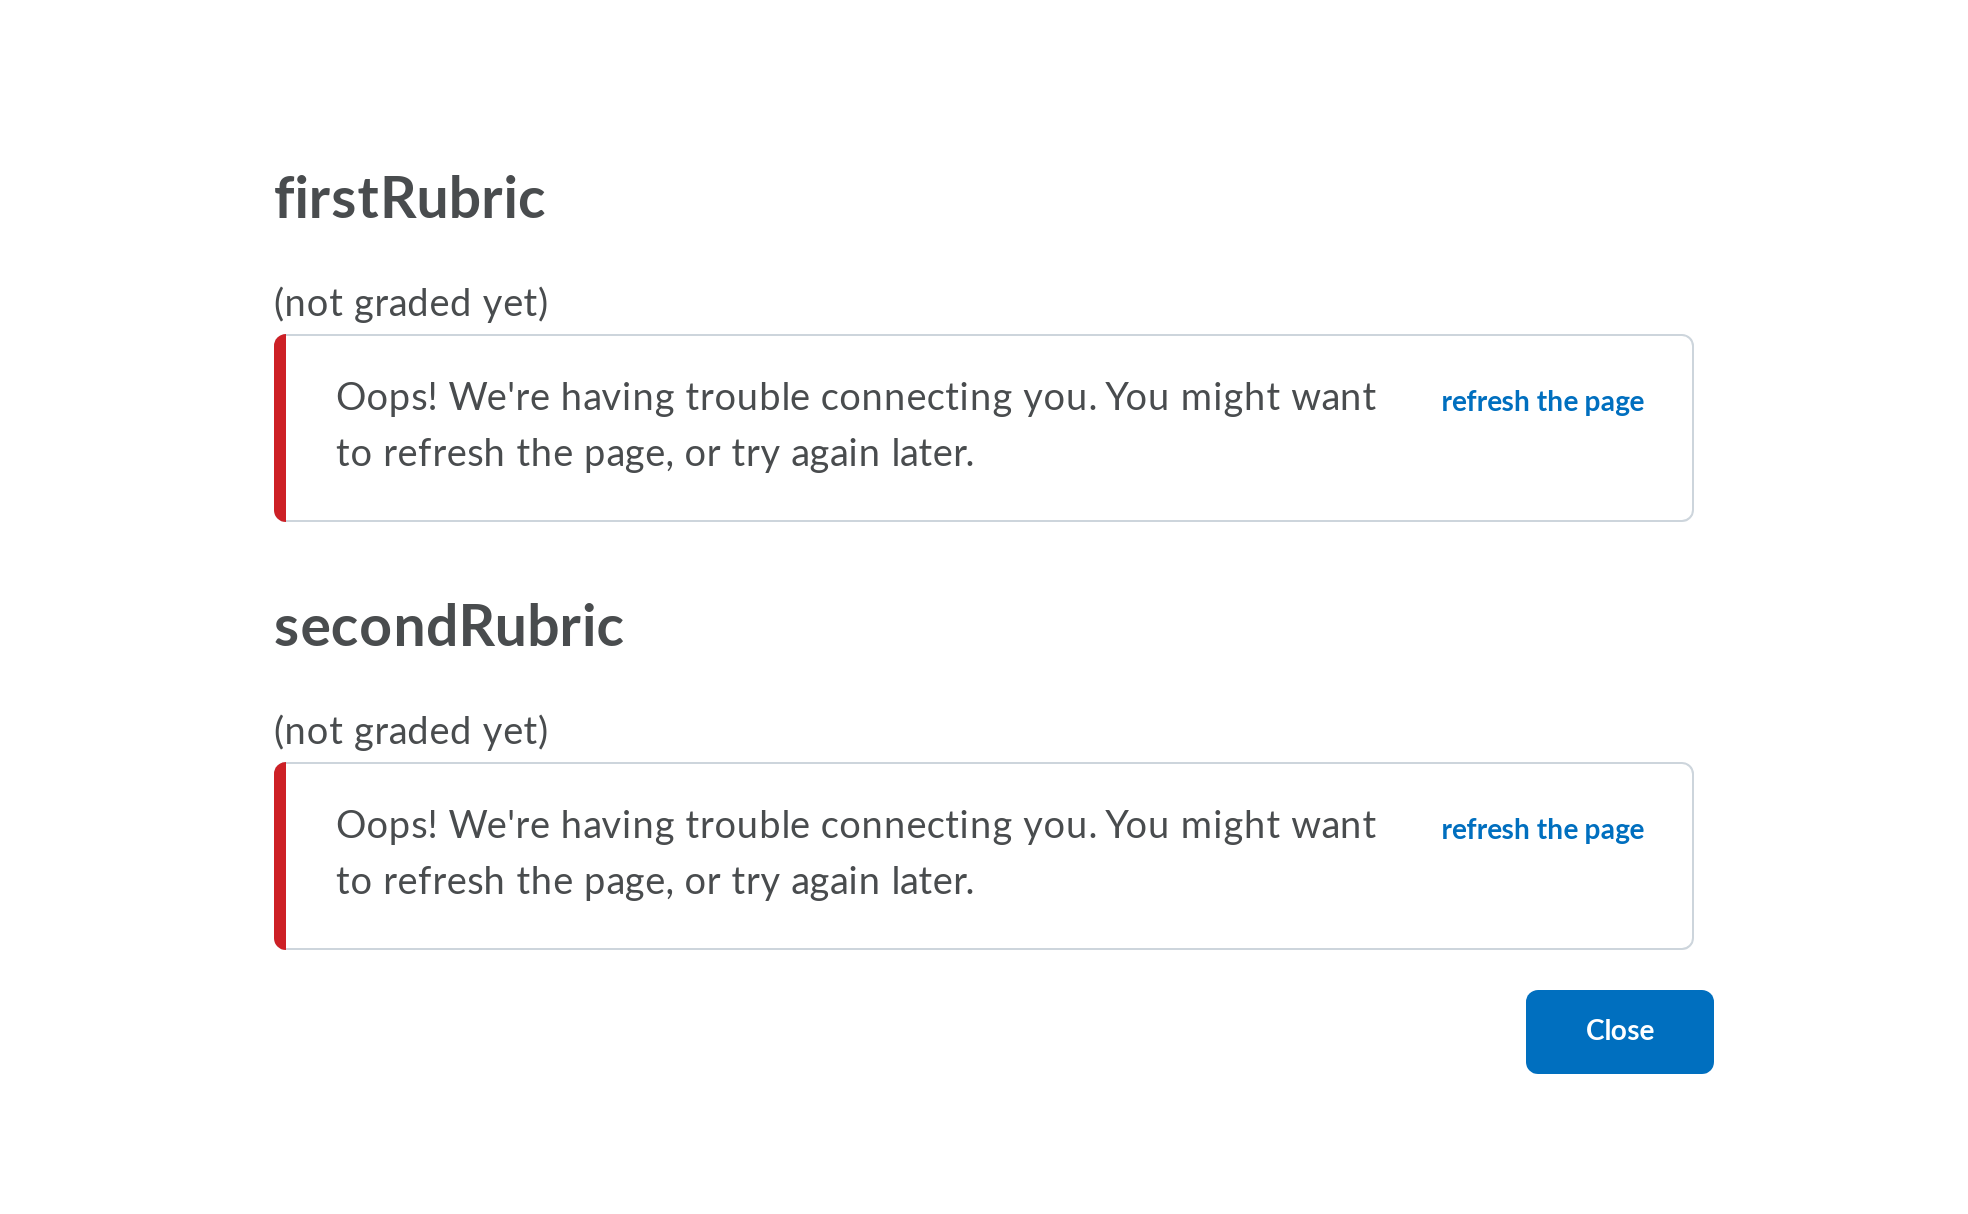 firstRubric
(not graded yet)
Oops! We're having trouble connecting you. You might want
to refresh the page, or try again later.
refresh the page
secondRubric
(not graded yet)
Oops! We're having trouble connecting you. You might want
to refresh the page, or try again later.
refresh the page
Close